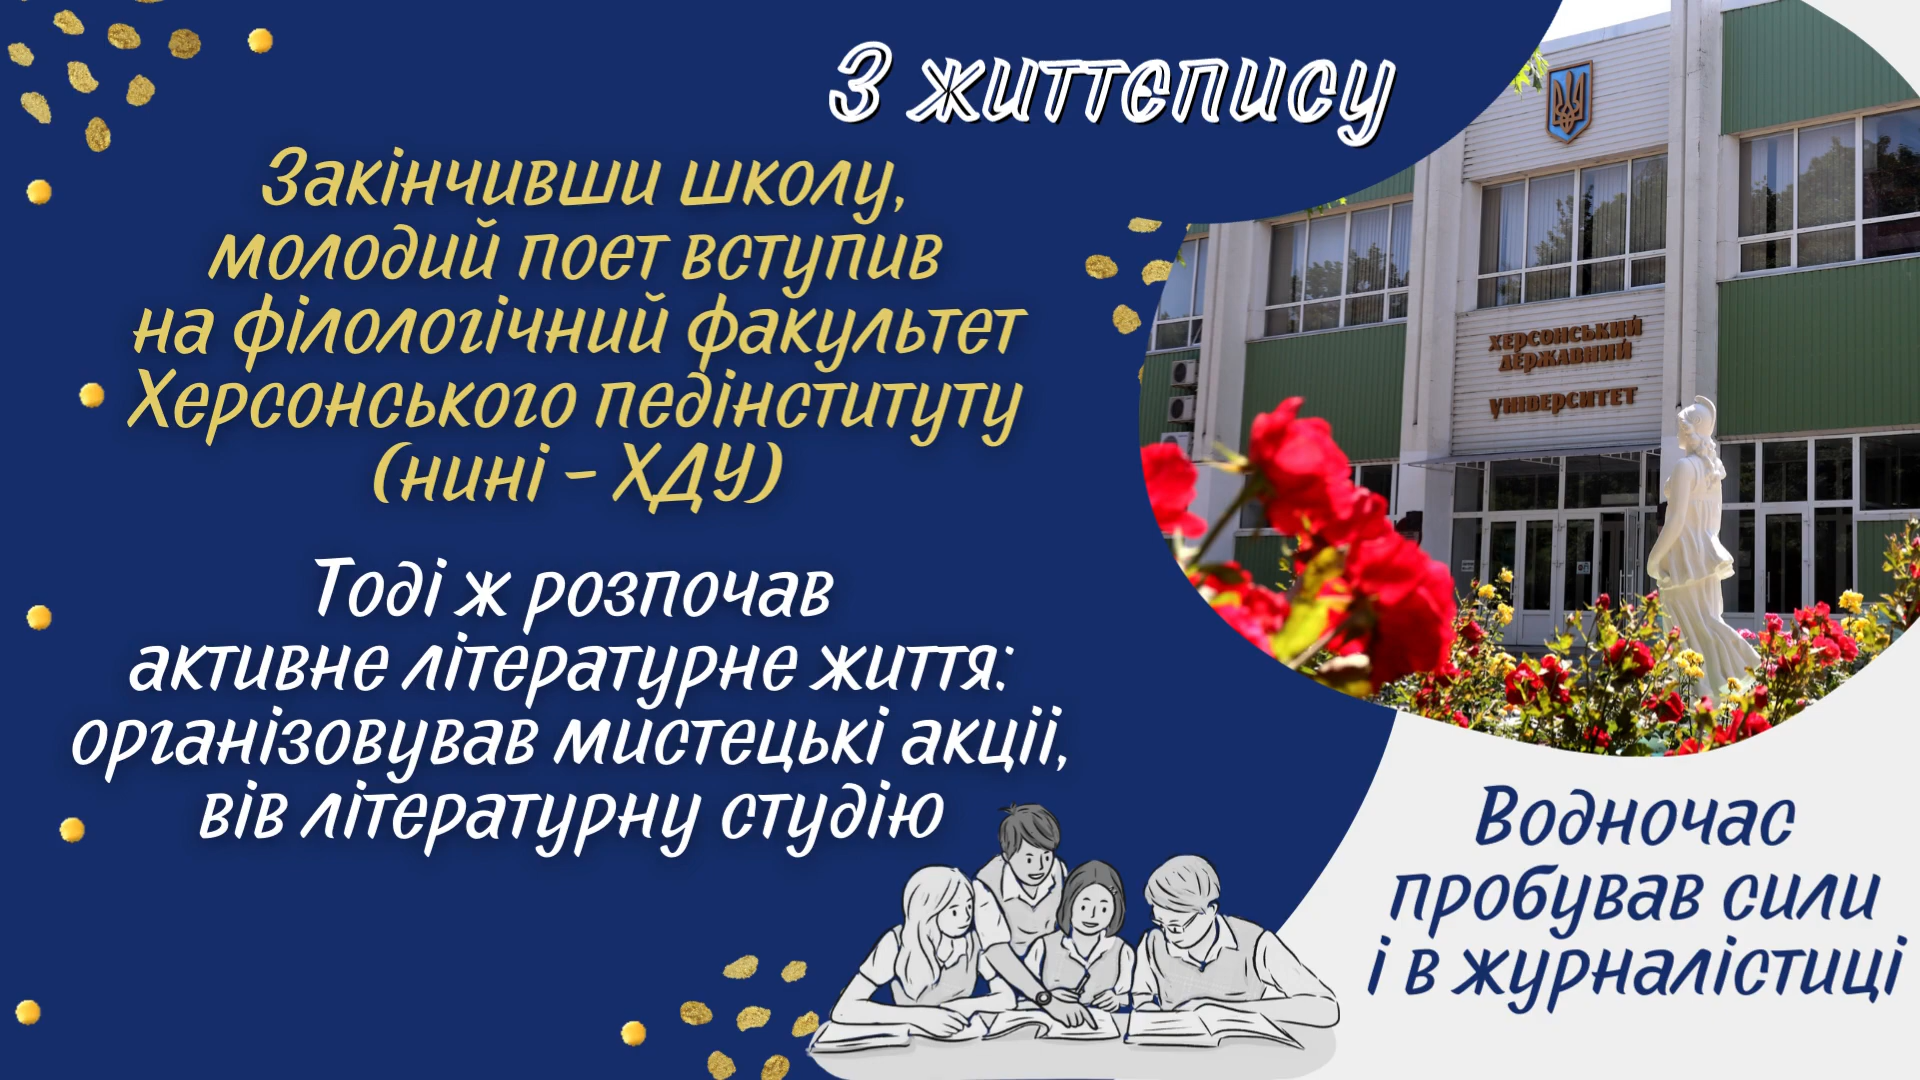 З життєпису
Закінчивши школу,
молодий поет вступив
на філологічний факультет
Херсонського педінституту
(нині - ХДУ)
Тоді ж розпочав
активне літературне життя:
організовував мистецькі акціі,
вів літературну студію
ХЕРСОНСЬКИЙ
ДЕРЖАВНИЙ
УНІВЕРСИТЕТ
Водночас
пробував сили
і в журналістиці